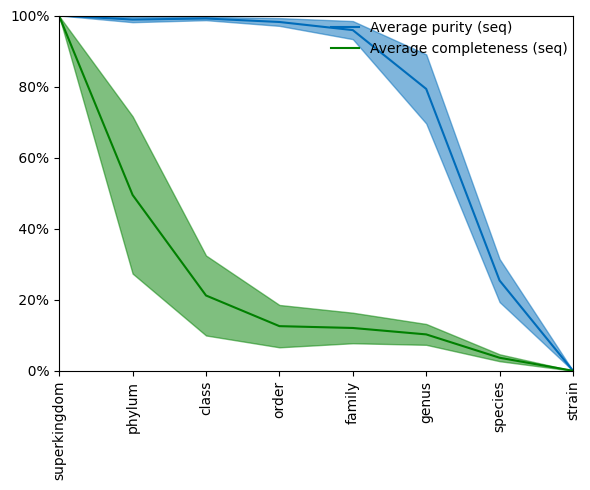 Average purity (seq)
Average completeness (seq)
100%
80%
60%
40%
20%
0%
superkingdom
phylum
class
order
family
genus
species
strain